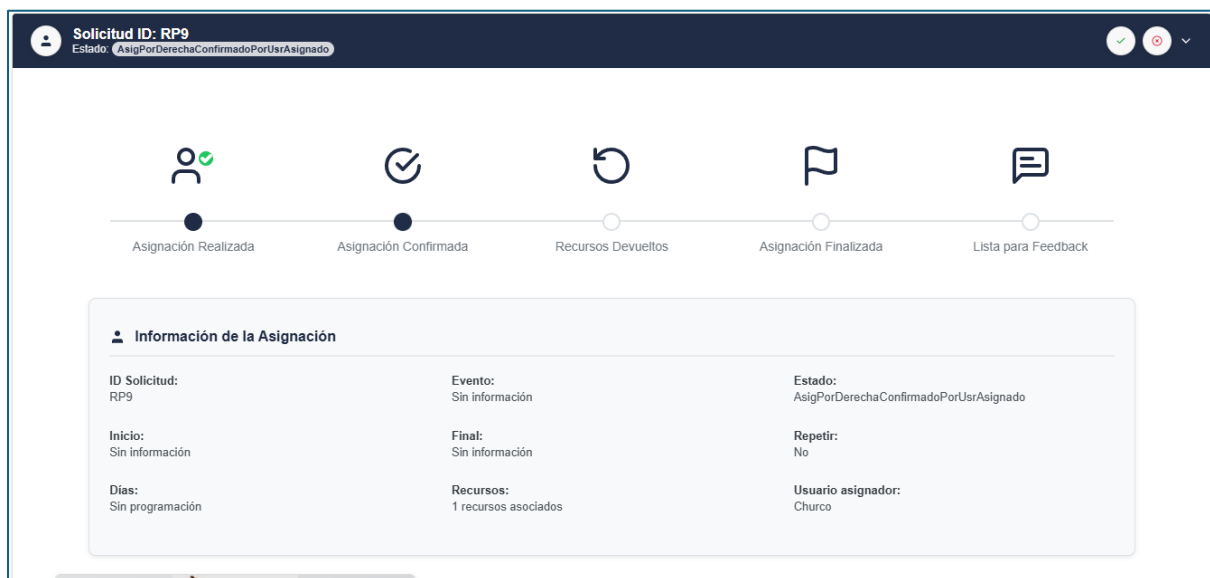 Solicitud ID: RP9
Estado: AsigPorDerechaConfirmadoPorUsrAsignado
Asignación Realizada
Asignación Confirmada
Recursos Devueltos
Asignación Finalizada
Lista para Feedback
Información de la Asignación
ID Solicitud:
RP9
Evento:
Sin información
Estado:
AsigPorDerechaConfirmadoPorUsrAsignado
Inicio:
Sin información
Final:
Sin información
Repetir:
No
Días:
Sin programación
Recursos:
1 recursos asociados
Usuario asignador:
Churco